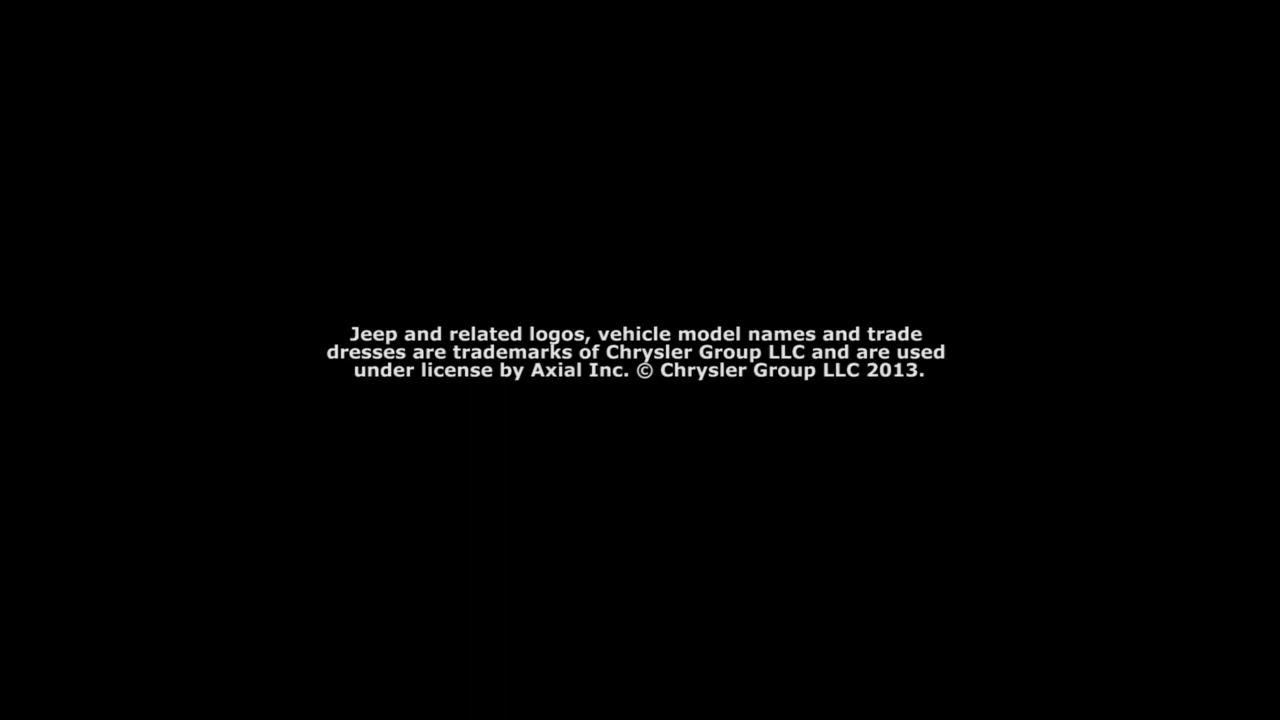 Jeep and related logos, vehicle model names and trade
dresses are trademarks of Chrysler Group LLC and are used
under license by Axial Inc. © Chrysler Group LLC 2013.